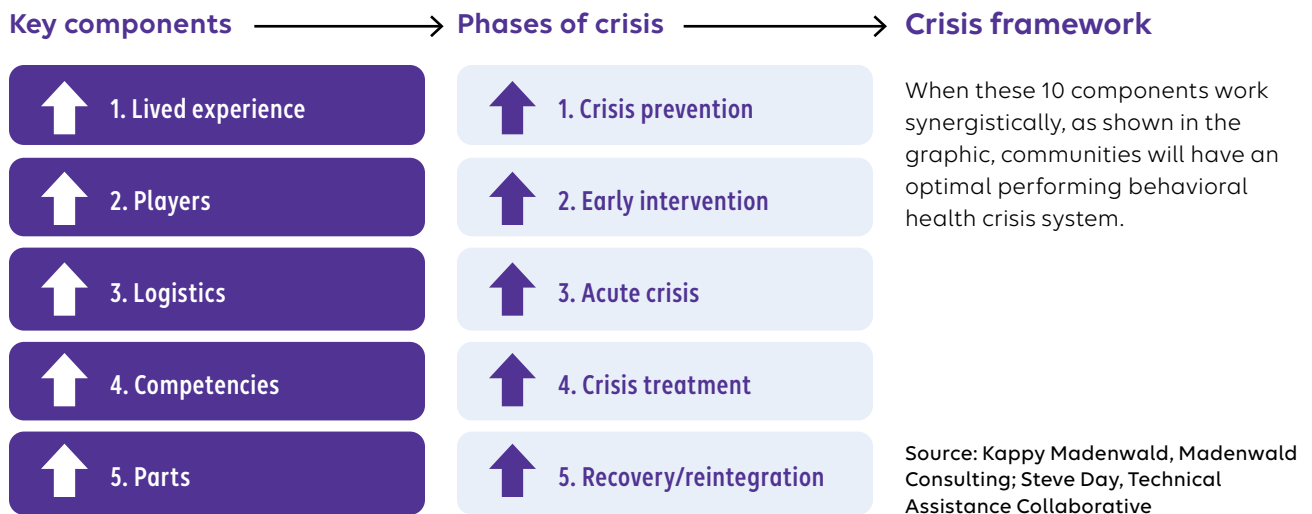 Key components
Phases of crisis
Crisis framework
1. Lived experience
2. Players
3. Logistics
4. Competencies
5. Parts
1. Crisis prevention
2. Early intervention
3. Acute crisis
4. Crisis treatment
5. Recovery/reintegration
When these 10 components work
synergistically, as shown in the
graphic, communities will have an
optimal performing behavioral
health crisis system.
Source: Kappy Madenwald, Madenwald
Consulting; Steve Day, Technical
Assistance Collaborative